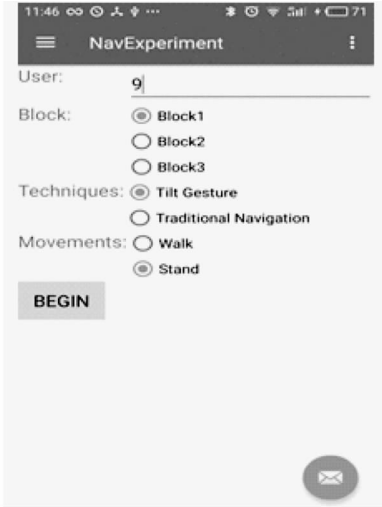 11:46 71
NavExperiment
User: 9
Block: Block1
Block2
Block3
Techniques: Tilt Gesture
Traditional Navigation
Movements: Walk
Stand
BEGIN